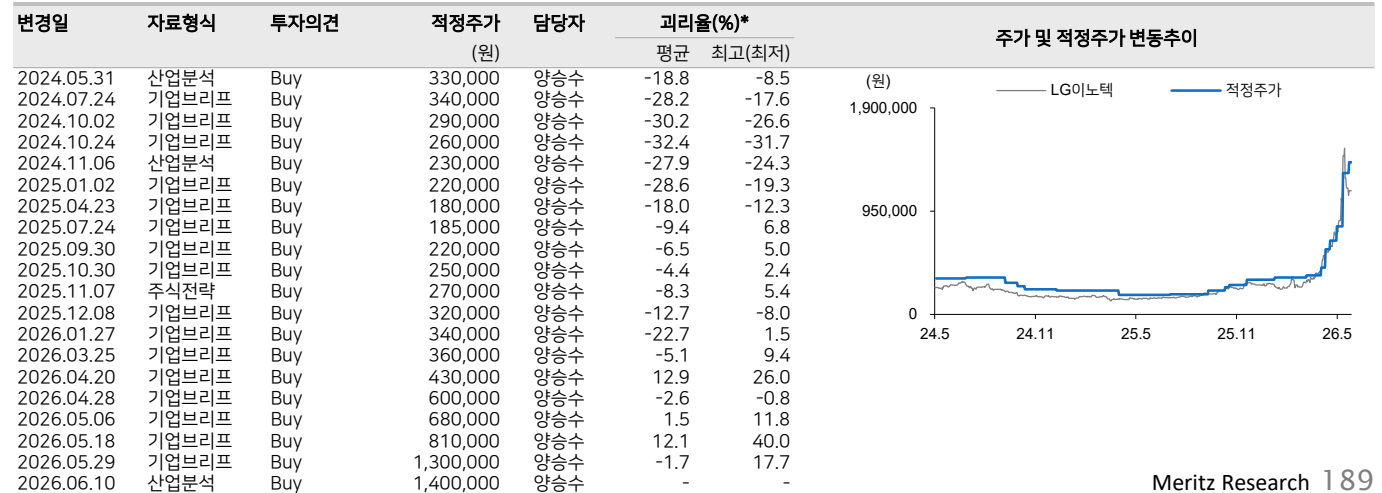 변경일 자료형식 투자의견 적정주가 담당자 괴리율(%)* 주가 및 적정주가 변동추이
(원) 평균 최고(최저)
2024.05.31 산업분석 Buy 330,000 양승수 -18.8 -8.5
2024.07.24 기업브리프 Buy 340,000 양승수 -28.2 -17.6
2024.10.02 기업브리프 Buy 290,000 양승수 -30.2 -26.6
2024.10.24 기업브리프 Buy 260,000 양승수 -32.4 -31.7
2024.11.06 산업분석 Buy 230,000 양승수 -27.9 -24.3
2025.01.02 기업브리프 Buy 220,000 양승수 -28.6 -19.3
2025.04.23 기업브리프 Buy 180,000 양승수 -18.0 -12.3
2025.07.24 기업브리프 Buy 185,000 양승수 -9.4 6.8
2025.09.30 기업브리프 Buy 220,000 양승수 -6.5 5.0
2025.10.30 기업브리프 Buy 250,000 양승수 -4.4 2.4
2025.11.07 주식전략 Buy 270,000 양승수 -8.3 5.4
2025.12.08 기업브리프 Buy 320,000 양승수 -12.7 -8.0
2026.01.27 기업브리프 Buy 340,000 양승수 -22.7 1.5
2026.03.25 기업브리프 Buy 360,000 양승수 -5.1 9.4
2026.04.20 기업브리프 Buy 430,000 양승수 12.9 26.0
2026.04.28 기업브리프 Buy 600,000 양승수 -2.6 -0.8
2026.05.06 기업브리프 Buy 680,000 양승수 1.5 11.8
2026.05.18 기업브리프 Buy 810,000 양승수 12.1 40.0
2026.05.29 기업브리프 Buy 1,300,000 양승수 -1.7 17.7
2026.06.10 산업분석 Buy 1,400,000 양승수 - -
(원)
LG이노텍 적정주가
1,900,000
950,000
0
24.5 24.11 25.5 25.11 26.5
Meritz Research 189